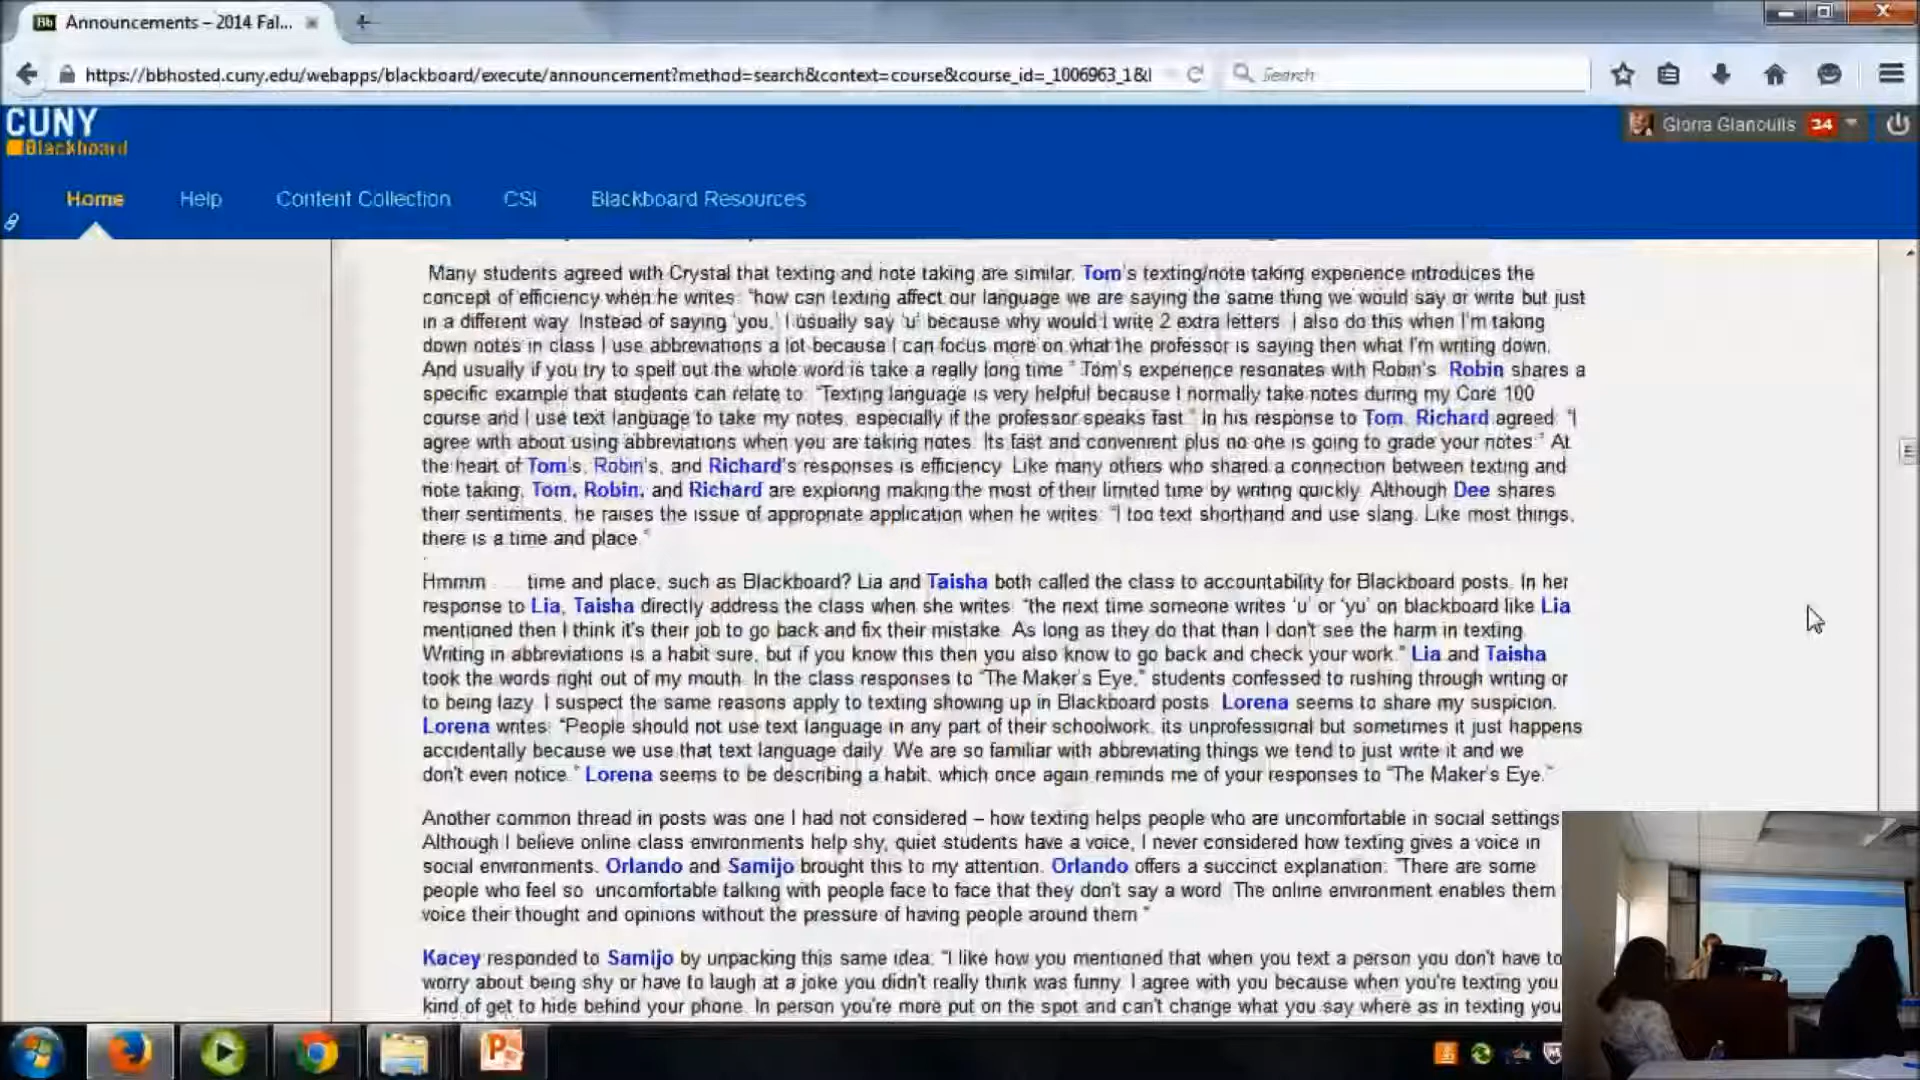 Announcements – 2014 Fal...
https://bbhosted.cuny.edu/webapps/blackboard/execute/announcement?method=search&context=course&course_id=_1006963_1&l
Search
CUNY
Blackboard
Gloria Gianoulis 34
Home Help Content Collection CSI Blackboard Resources
Many students agreed with Crystal that texting and note taking are similar. Tom's texting/note taking experience introduces the
concept of efficiency when he writes: "how can texting affect our language we are saying the same thing we would say or write but just
in a different way. Instead of saying 'you,' I usually say 'u' because why would I write 2 extra letters. I also do this when I'm taking
down notes in class I use abbreviations a lot because I can focus more on what the professor is saying then what I'm writing down.
And usually if you try to spell out the whole word is take a really long time." Tom's experience resonates with Robin's. Robin shares a
specific example that students can relate to: "Texting language is very helpful because I normally take notes during my Core 100
course and I use text language to take my notes, especially if the professor speaks fast." In his response to Tom, Richard agreed: "I
agree with about using abbreviations when you are taking notes. Its fast and convenient plus no one is going to grade your notes." At
the heart of Tom's, Robin's, and Richard's responses is efficiency. Like many others who shared a connection between texting and
note taking, Tom, Robin, and Richard are exploring making the most of their limited time by writing quickly. Although Dee shares
their sentiments, he raises the issue of appropriate application when he writes: "I too text shorthand and use slang. Like most things,
there is a time and place."
Hmmm . . . time and place, such as Blackboard? Lia and Taisha both called the class to accountability for Blackboard posts. In her
response to Lia, Taisha directly address the class when she writes: "the next time someone writes 'u' or 'yu' on blackboard like Lia
mentioned then I think it's their job to go back and fix their mistake. As long as they do that than I don't see the harm in texting.
Writing in abbreviations is a habit sure, but if you know this then you also know to go back and check your work." Lia and Taisha
took the words right out of my mouth. In the class responses to "The Maker's Eye," students confessed to rushing through writing or
to being lazy. I suspect the same reasons apply to texting showing up in Blackboard posts. Lorena seems to share my suspicion.
Lorena writes: "People should not use text language in any part of their schoolwork, its unprofessional but sometimes it just happens
accidentally because we use that text language daily. We are so familiar with abbreviating things we tend to just write it and we
don't even notice." Lorena seems to be describing a habit, which once again reminds me of your responses to "The Maker's Eye."
Another common thread in posts was one I had not considered – how texting helps people who are uncomfortable in social settings
Although I believe online class environments help shy, quiet students have a voice, I never considered how texting gives a voice in
social environments. Orlando and Samijo brought this to my attention. Orlando offers a succinct explanation: "There are some
people who feel so uncomfortable talking with people face to face that they don't say a word. The online environment enables them
voice their thought and opinions without the pressure of having people around them."
Kacey responded to Samijo by unpacking this same idea: "I like how you mentioned that when you text a person you don't have to
worry about being shy or have to laugh at a joke you didn't really think was funny. I agree with you because when you're texting you
kind of get to hide behind your phone. In person you're more put on the spot and can't change what you say where as in texting you